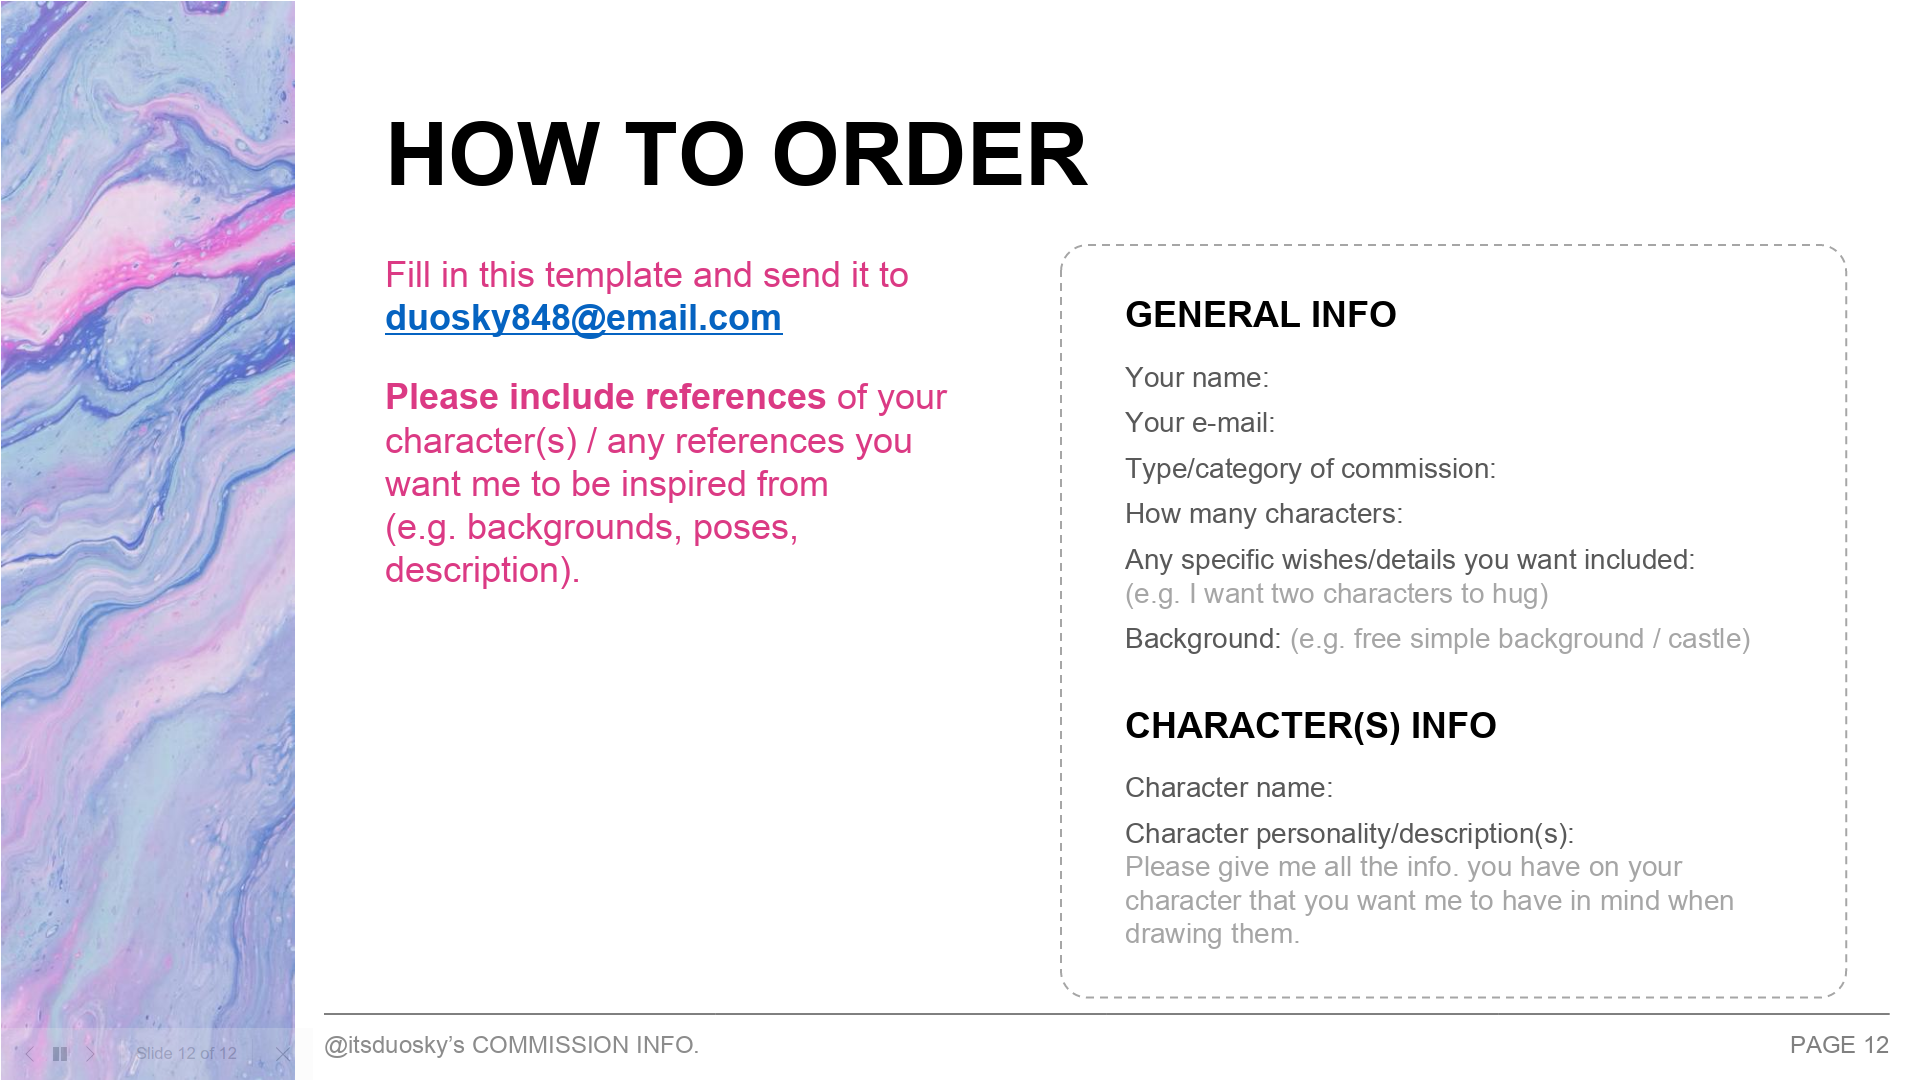 HOW TO ORDER
Fill in this template and send it to
duosky848@email.com
Please include references of your
character(s) / any references you
want me to be inspired from
(e.g. backgrounds, poses,
description).
GENERAL INFO
Your name:
Your e-mail:
Type/category of commission:
How many characters:
Any specific wishes/details you want included:
(e.g. I want two characters to hug)
Background: (e.g. free simple background / castle)
CHARACTER(S) INFO
Character name:
Character personality/description(s):
Please give me all the info. you have on your
character that you want me to have in mind when
drawing them.
Slide 12 of 12
@itsduosky’s COMMISSION INFO.
PAGE 12